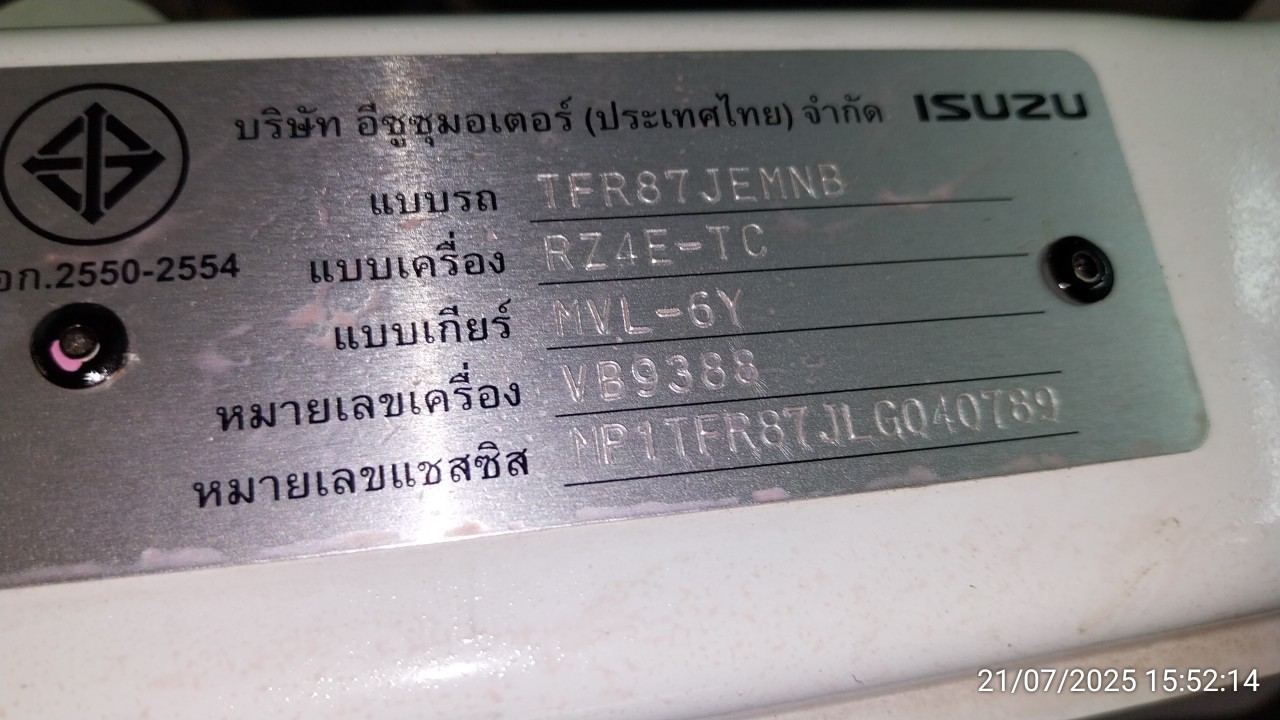 บริษัท อีซูซุมอเตอร์ (ประเทศไทย) จำกัด ISUZU
แบบรถ TFR87JEMNB
มอก.2550-2554
แบบเครื่อง RZ4E-TC
แบบเกียร์ MVL-6Y
หมายเลขเครื่อง VB9388
หมายเลขแชสซิส MP1TFR87JLG040789
21/07/2025 15:52:14